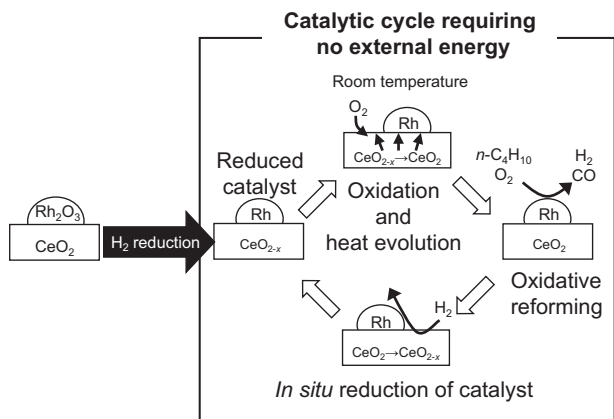 Catalytic cycle requiring
no external energy
Room temperature
O2
Rh
CeO2-x→CeO2
n-C4H10
O2
H2
CO
Reduced
catalyst
Oxidation
and
heat evolution
Rh2O3
CeO2
H2 reduction
Rh
CeO2-x
Rh
CeO2
Oxidative
reforming
H2
Rh
CeO2→CeO2-x
In situ reduction of catalyst